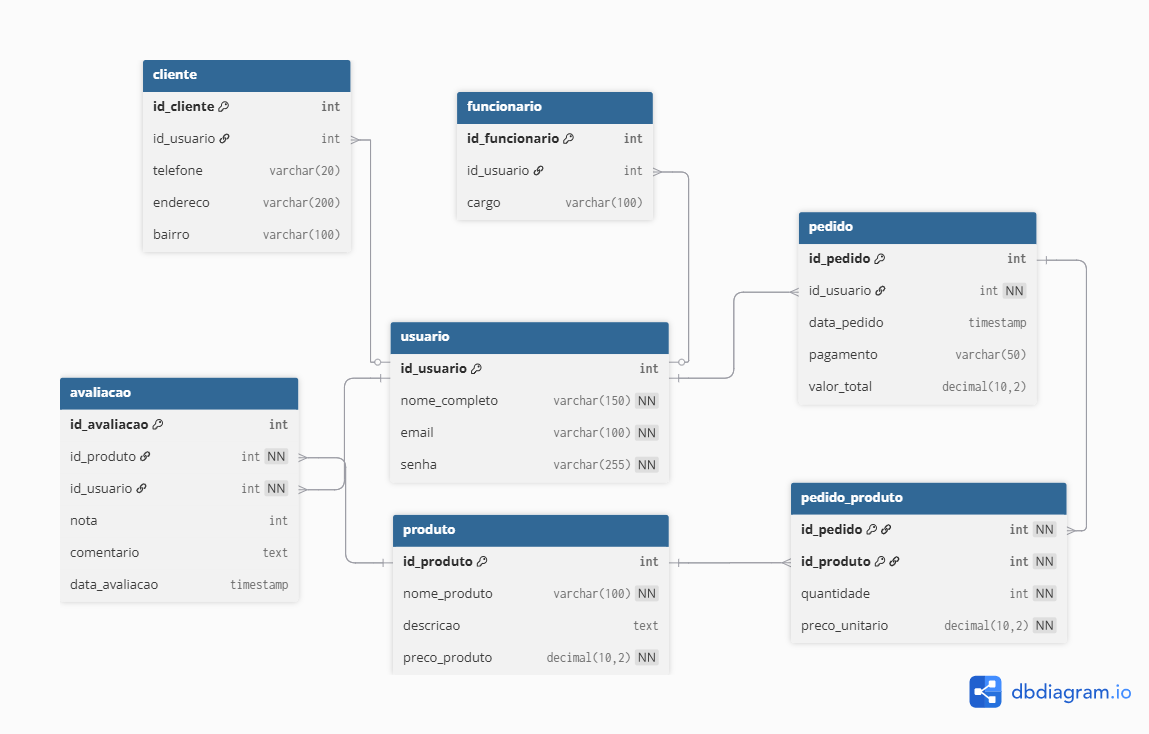 cliente
id_cliente int
id_usuario int
telefone varchar(20)
endereco varchar(200)
bairro varchar(100)
funcionario
id_funcionario int
id_usuario int
cargo varchar(100)
pedido
id_pedido int
id_usuario int NN
data_pedido timestamp
pagamento varchar(50)
valor_total decimal(10,2)
usuario
id_usuario int
nome_completo varchar(150) NN
email varchar(100) NN
senha varchar(255) NN
avaliacao
id_avaliacao int
id_produto int NN
id_usuario int NN
nota int
comentario text
data_avaliacao timestamp
produto
id_produto int
nome_produto varchar(100) NN
descricao text
preco_produto decimal(10,2) NN
pedido_produto
id_pedido int NN
id_produto int NN
quantidade int NN
preco_unitario decimal(10,2) NN
dbdiagram.io